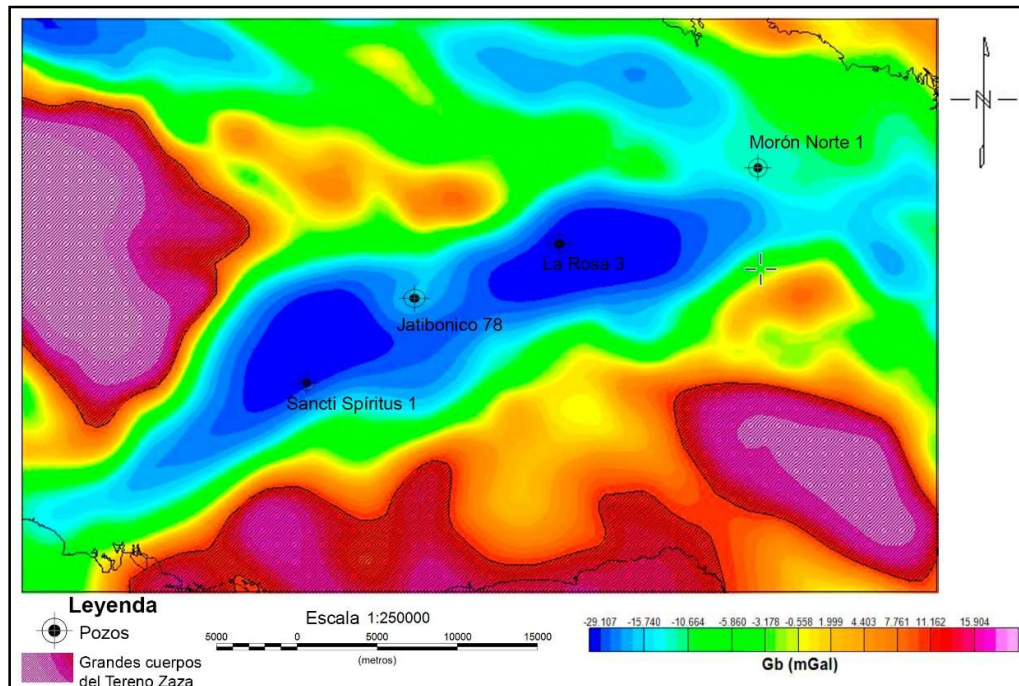 Morón Norte 1
La Rosa 3
Jatibonico 78
Sancti Spíritus 1
N
Leyenda
Pozos
Grandes cuerpos
del Tereno Zaza
Escala 1:250000
5000 0 5000 10000 15000
(metros)
-29.107 -15.740 -10.664 -5.860 -3.178 -0.558 1.999 4.403 7.761 11.162 15.904
Gb (mGal)